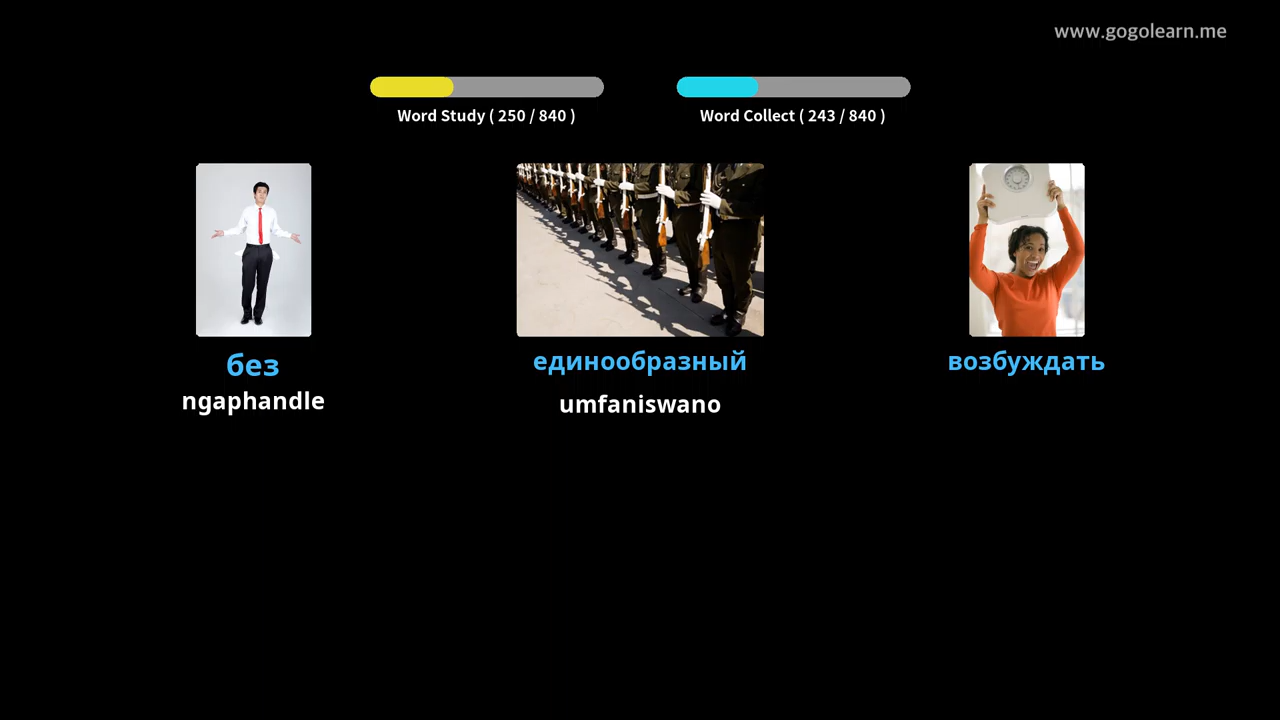 www.gogolearn.me
Word Study ( 250 / 840 )
Word Collect ( 243 / 840 )
без
ngaphandle
единообразный
umfaniswano
возбуждать